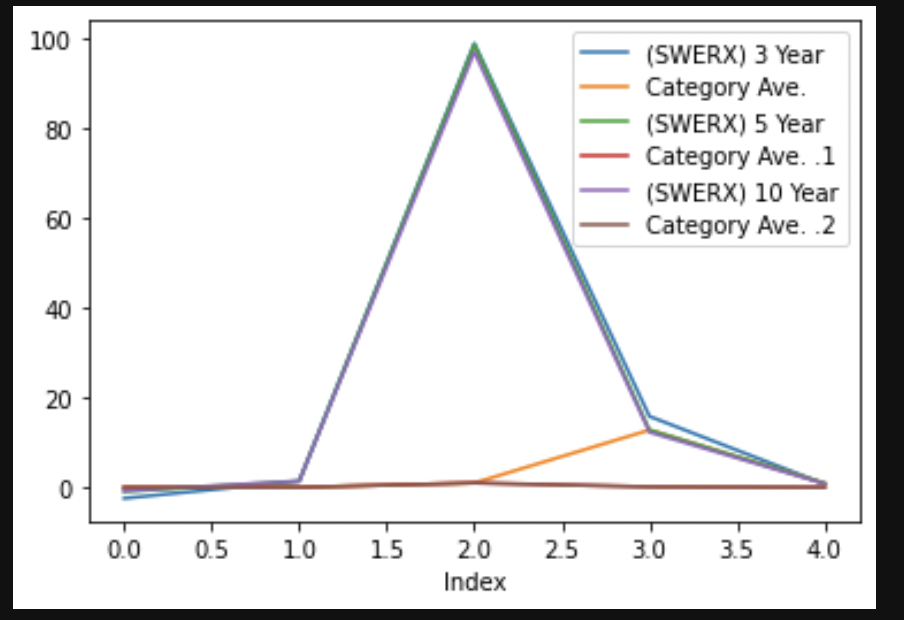 100
80
60
40
20
0
(SWERX) 3 Year
Category Ave.
(SWERX) 5 Year
Category Ave. .1
(SWERX) 10 Year
Category Ave. .2
0.0 0.5 1.0 1.5 2.0 2.5 3.0 3.5 4.0
Index